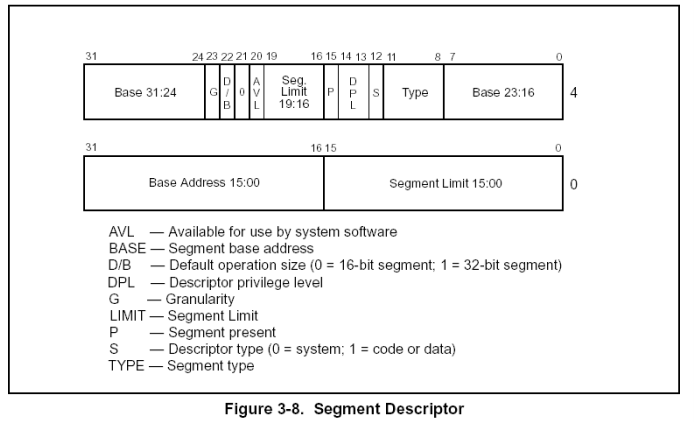 31 24 23 22 21 20 19 16 15 14 13 12 11 8 7 0
Base 31:24 G D/B 0 AVL Seg. Limit 19:16 P DPL S Type Base 23:16 4
31 16 15 0
Base Address 15:00 Segment Limit 15:00 0
AVL — Available for use by system software
BASE — Segment base address
D/B — Default operation size (0 = 16-bit segment; 1 = 32-bit segment)
DPL — Descriptor privilege level
G — Granularity
LIMIT — Segment Limit
P — Segment present
S — Descriptor type (0 = system; 1 = code or data)
TYPE — Segment type
Figure 3-8. Segment Descriptor